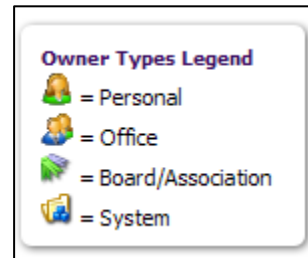 Owner Types Legend
= Personal
= Office
= Board/Association
= System